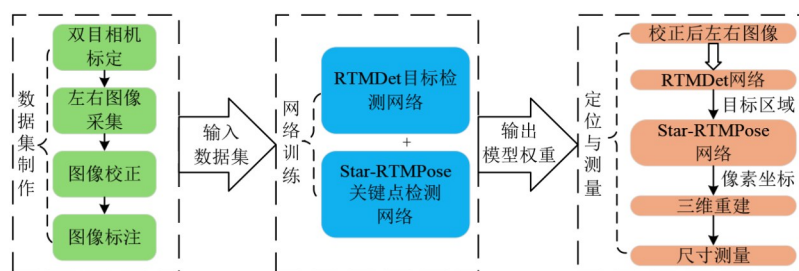 数据集制作
双目相机
标定
左右图像
采集
图像校正
图像标注
输入
数据集
网络训练
RTMDet目标检
测网络
+
Star-RTMPose
关键点检测
网络
输出
模型权重
定位与测量
校正后左右图像
RTMDet网络
目标区域
Star-RTMPose
网络
像素坐标
三维重建
尺寸测量